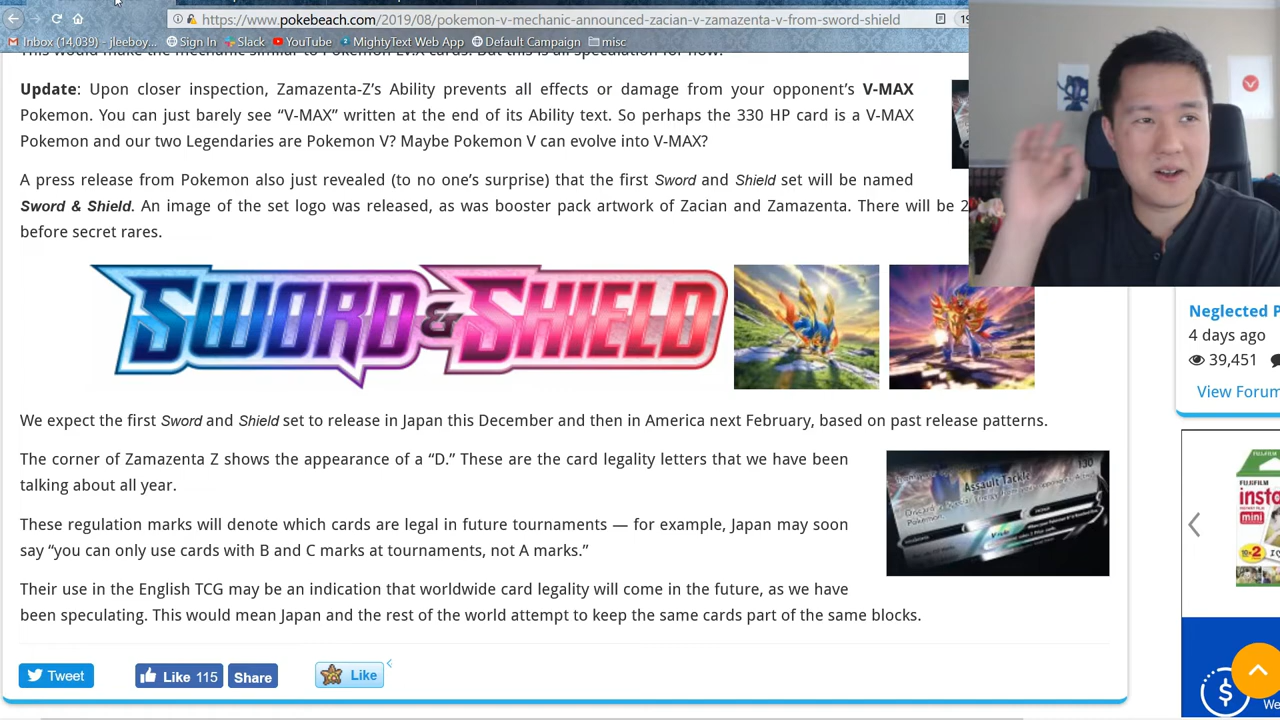 https://www.pokebeach.com/2019/08/pokemon-v-mechanic-announced-zacian-v-zamazenta-v-from-sword-shield
Inbox (14,039) - jleeboy... Sign In Slack YouTube MightyText Web App Default Campaign misc
Update: Upon closer inspection, Zamazenta-Z's Ability prevents all effects or damage from your opponent's V-MAX
Pokemon. You can just barely see "V-MAX" written at the end of its Ability text. So perhaps the 330 HP card is a V-MAX
Pokemon and our two Legendaries are Pokemon V? Maybe Pokemon V can evolve into V-MAX?
A press release from Pokemon also just revealed (to no one's surprise) that the first Sword and Shield set will be named
Sword & Shield. An image of the set logo was released, as was booster pack artwork of Zacian and Zamazenta. There will be 2
before secret rares.
SWORD & SHIELD
Neglected P
4 days ago
39,451
View Forum
We expect the first Sword and Shield set to release in Japan this December and then in America next February, based on past release patterns.
The corner of Zamazenta Z shows the appearance of a "D." These are the card legality letters that we have been
talking about all year.
130
Assault Tackle
These regulation marks will denote which cards are legal in future tournaments — for example, Japan may soon
say "you can only use cards with B and C marks at tournaments, not A marks."
Their use in the English TCG may be an indication that worldwide card legality will come in the future, as we have
been speculating. This would mean Japan and the rest of the world attempt to keep the same cards part of the same blocks.
FUJIFILM
insta
mini
Tweet
Like 115
Share
Like
We